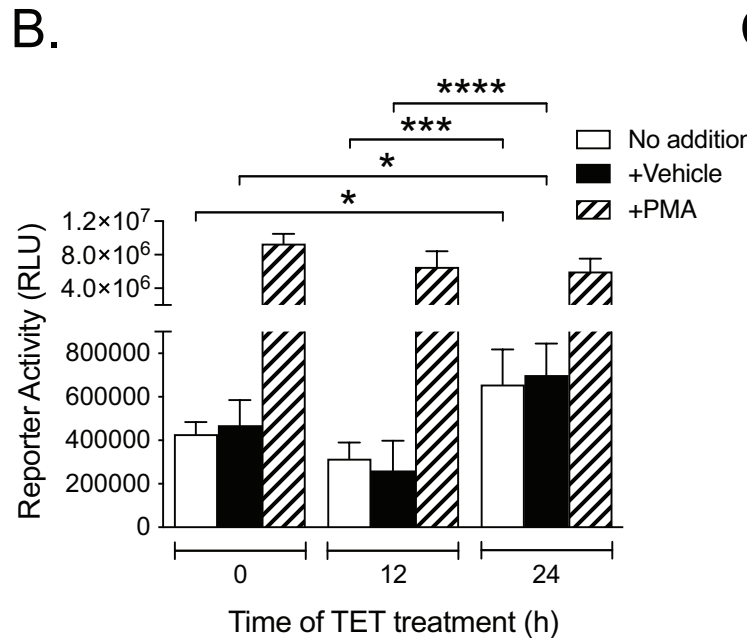 B.
****
***
*
*
No addition
+Vehicle
+PMA
Reporter Activity (RLU)
1.2×10⁷
8.0×10⁶
4.0×10⁶
800000
600000
400000
200000
0
0 12 24
Time of TET treatment (h)